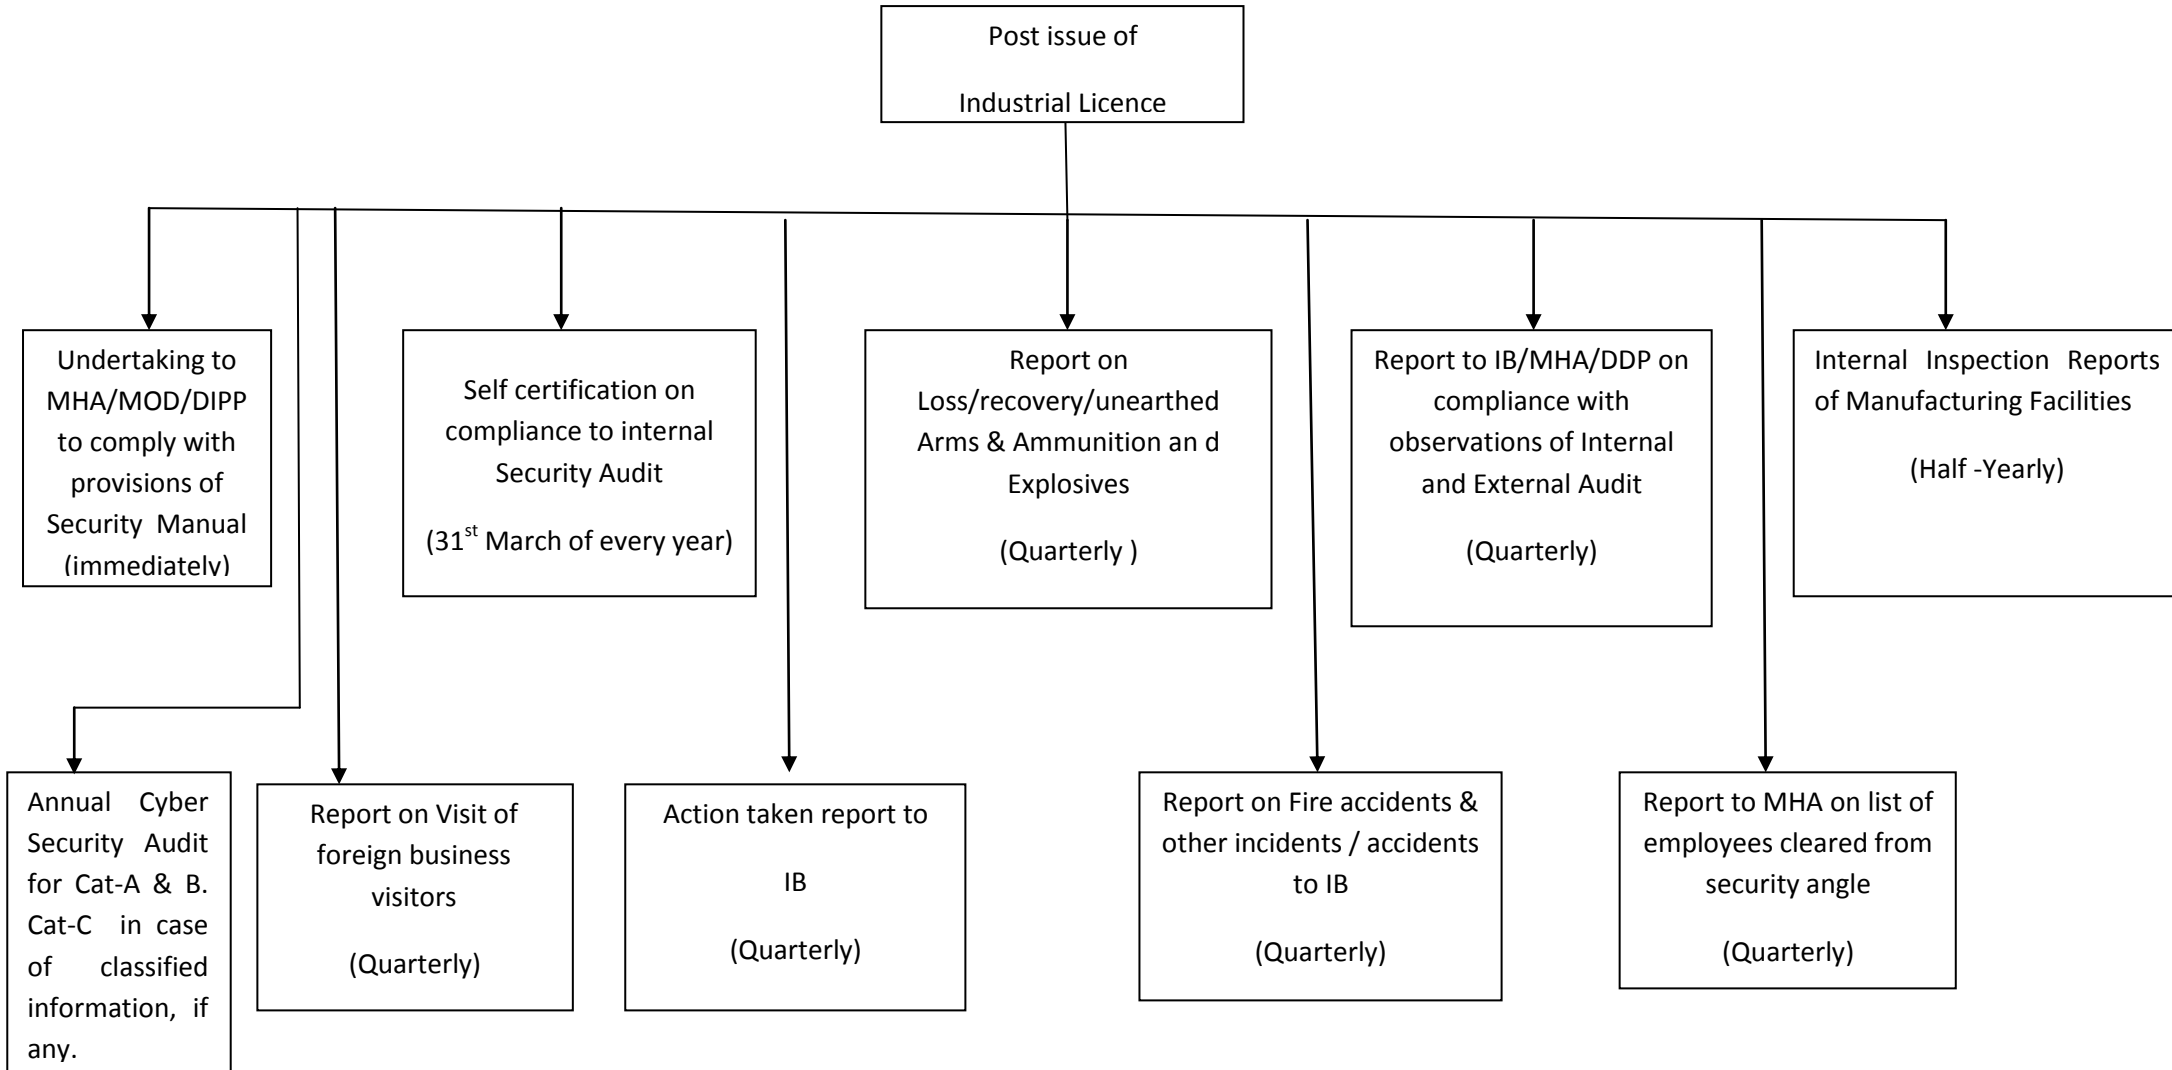 Post issue of
Industrial Licence
Undertaking to
MHA/MOD/DIPP
to comply with
provisions of
Security Manual
(immediately)
Self certification on
compliance to internal
Security Audit
(31st March of every year)
Report on
Loss/recovery/unearthed
Arms & Ammunition an d
Explosives
(Quarterly )
Report to IB/MHA/DDP on
compliance with
observations of Internal
and External Audit
(Quarterly)
Internal Inspection Reports
of Manufacturing Facilities
(Half -Yearly)
Annual Cyber
Security Audit
for Cat-A & B.
Cat-C in case
of classified
information, if
any.
Report on Visit of
foreign business
visitors
(Quarterly)
Action taken report to
IB
(Quarterly)
Report on Fire accidents &
other incidents / accidents
to IB
(Quarterly)
Report to MHA on list of
employees cleared from
security angle
(Quarterly)